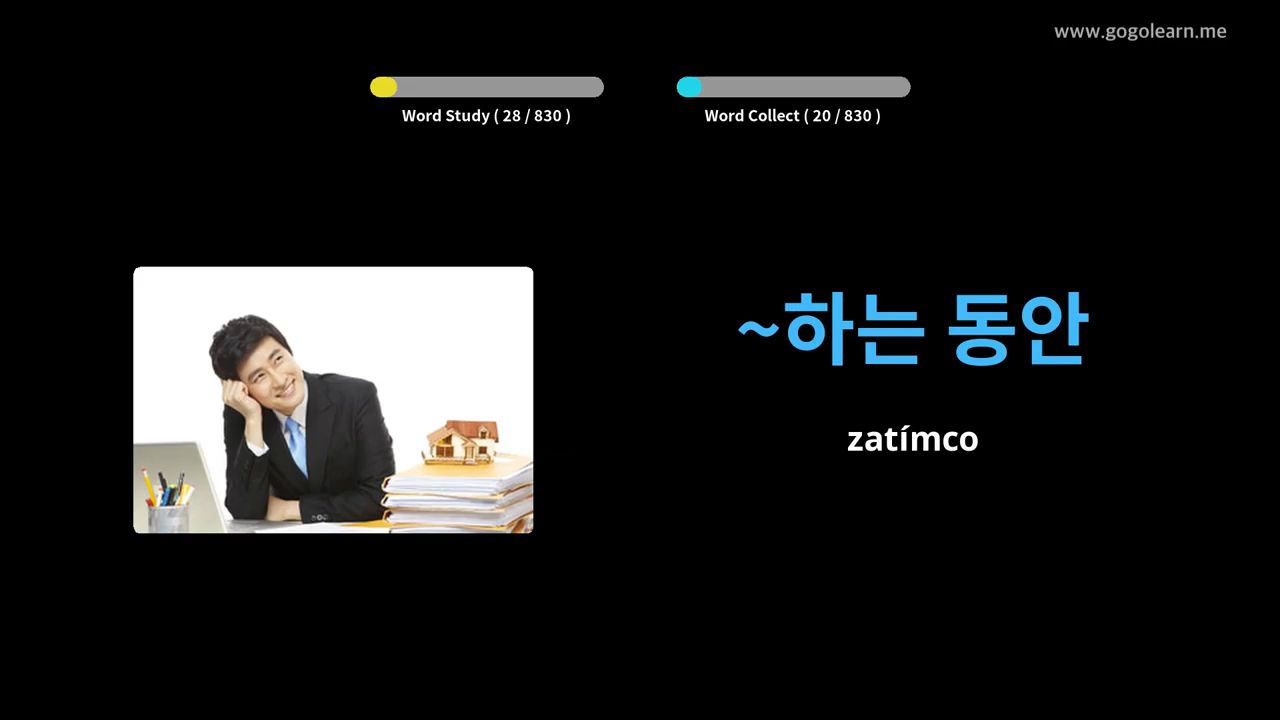 www.gogolearn.me
Word Study ( 28 / 830 )
Word Collect ( 20 / 830 )
~하는 동안
zatímco